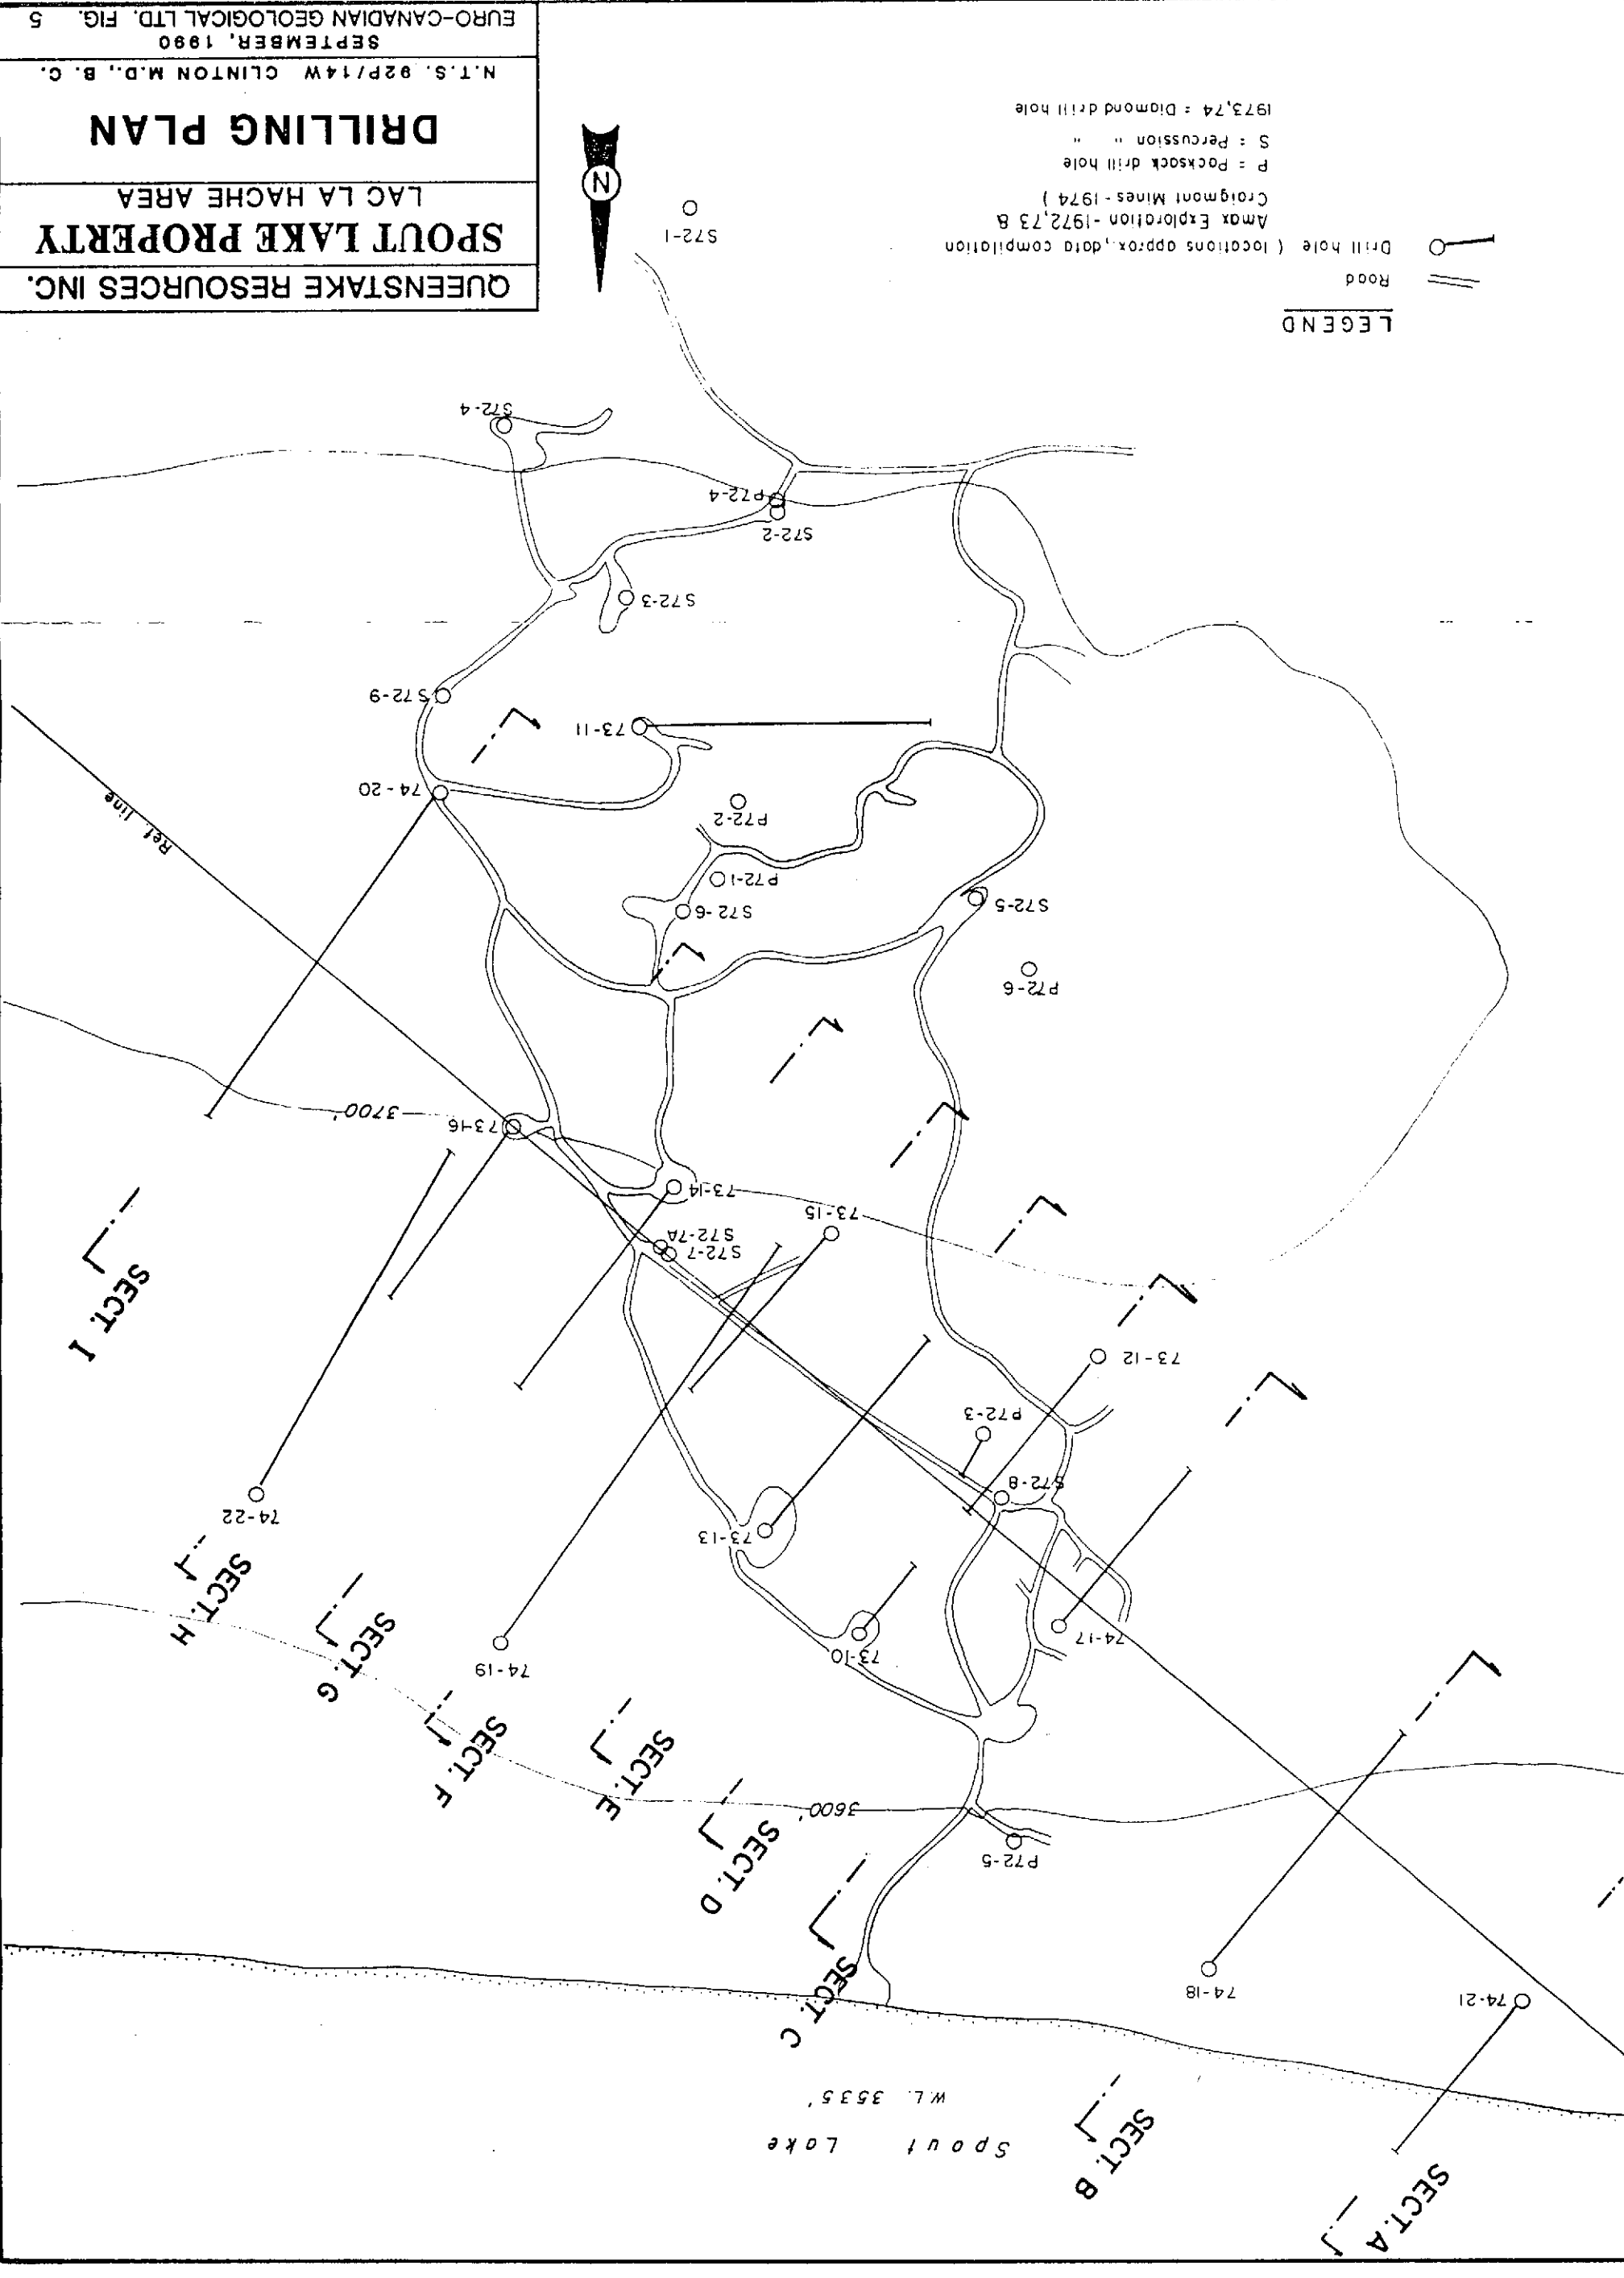 SECT. A
SECT. B
Spout Lake
W.L. 3535'
SECT. C
SECT. D
SECT. E
SECT. F
SECT. G
SECT. H
SECT. I
74-21
74-18
P72-5
3600'
74-17
73-10
74-19
73-13
74-22
S72-8
P72-3
73-12
S72-7
S72-7A
73-15
73-14
73-16
3700'
P72-6
S72-5
S72-6
P72-1
P72-2
Ref. line
74-20
73-11
S72-9
S72-3
S72-2
P72-4
S72-4
S72-1
LEGEND
Road
Drill hole ( locations approx., data compilation
Amax Exploration -1972,73 &
Craigmont Mines - 1974 )
P = Packsack drill hole
S = Percussion " "
1973,74 = Diamond drill hole
N
QUEENSTAKE RESOURCES INC.
SPOUT LAKE PROPERTY
LAC LA HACHE AREA
DRILLING PLAN
N.T.S. 92P/14W CLINTON M.D., B. C.
SEPTEMBER, 1990
EURO-CANADIAN GEOLOGICAL LTD. FIG. 5